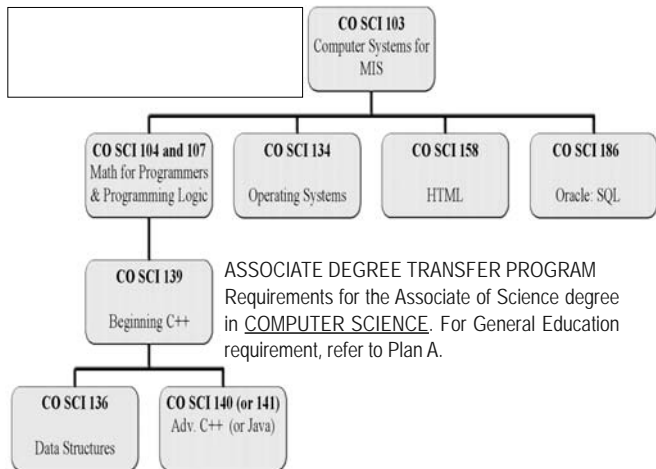 CO SCI 103
Computer Systems for
MIS
CO SCI 104 and 107
Math for Programmers
& Programming Logic
CO SCI 134
Operating Systems
CO SCI 158
HTML
CO SCI 186
Oracle: SQL
CO SCI 139
Beginning C++
ASSOCIATE DEGREE TRANSFER PROGRAM
Requirements for the Associate of Science degree
in COMPUTER SCIENCE. For General Education
requirement, refer to Plan A.
CO SCI 136
Data Structures
CO SCI 140 (or 141)
Adv. C++ (or Java)